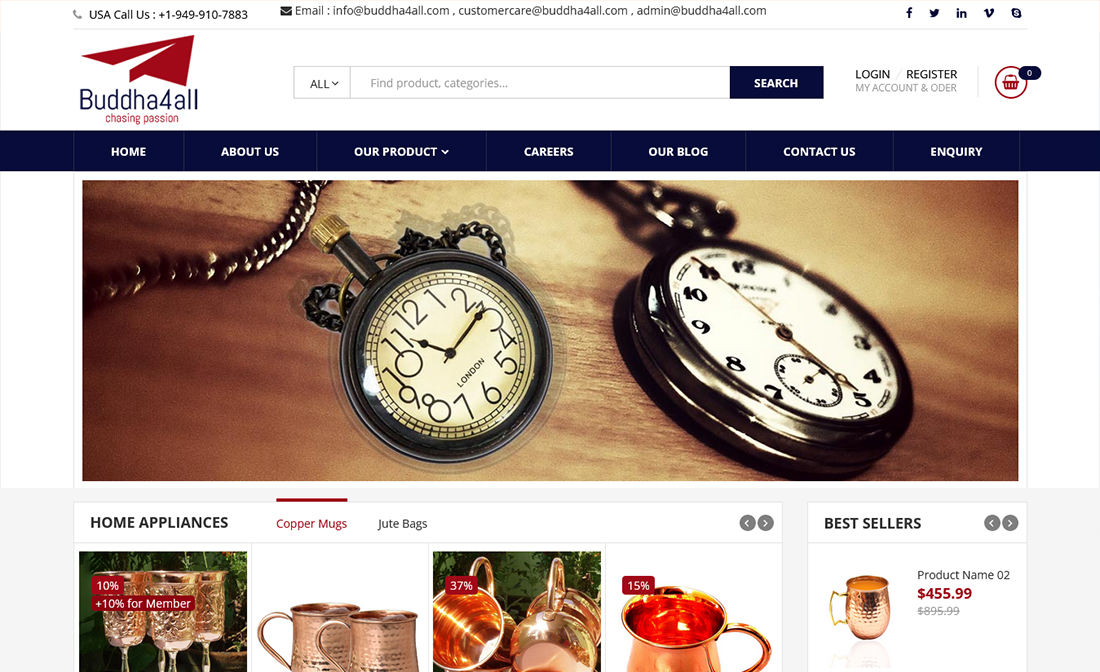 USA Call Us : +1-949-910-7883
Email : info@buddha4all.com , customercare@buddha4all.com , admin@buddha4all.com
Buddha4all
chasing passion
ALL
Find product, categories...
SEARCH
LOGIN / REGISTER
MY ACCOUNT & ODER
0
HOME
ABOUT US
OUR PRODUCT
CAREERS
OUR BLOG
CONTACT US
ENQUIRY
LONDON
HOME APPLIANCES
Copper Mugs
Jute Bags
BEST SELLERS
10%
+10% for Member
37%
15%
Product Name 02
$455.99
$895.99